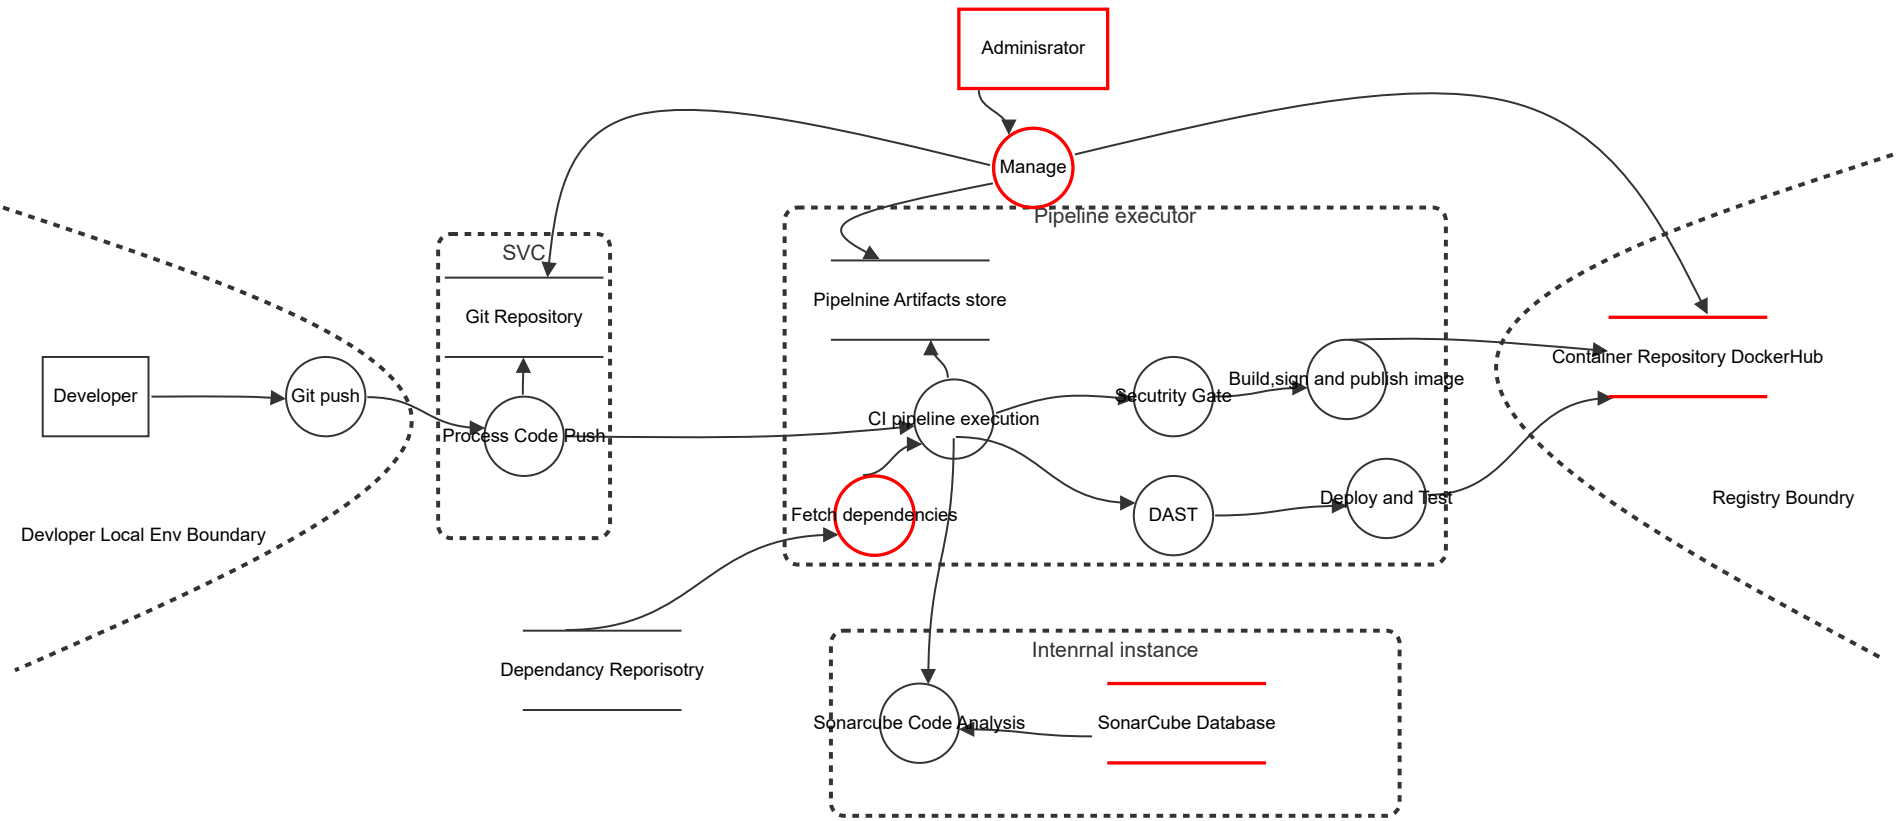 Adminisrator
Manage
Pipeline executor
SVC
Git Repository
Pipelnine Artifacts store
Container Repository DockerHub
Developer
Git push
Process Code Push
CI pipeline execution
Secutrity Gate
Build,sign and publish image
Fetch dependencies
DAST
Deploy and Test
Registry Boundry
Devloper Local Env Boundary
Dependancy Reporisotry
Intenrnal instance
Sonarcube Code Analysis
SonarCube Database